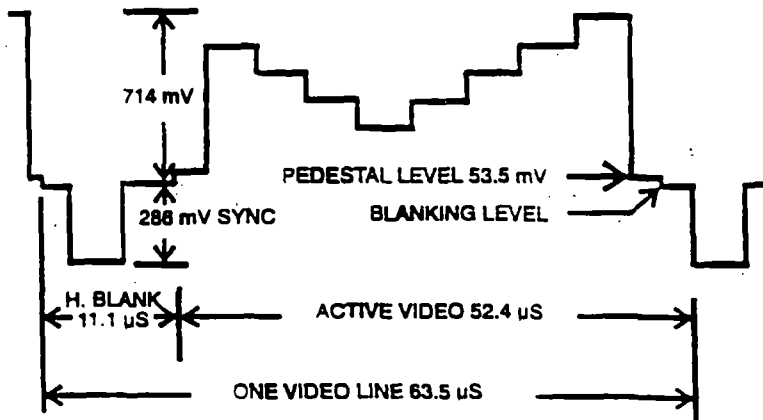 714 mV
PEDESTAL LEVEL 53.5 mV
286 mV SYNC
BLANKING LEVEL
H. BLANK
11.1 µS
ACTIVE VIDEO 52.4 µS
ONE VIDEO LINE 63.5 µS